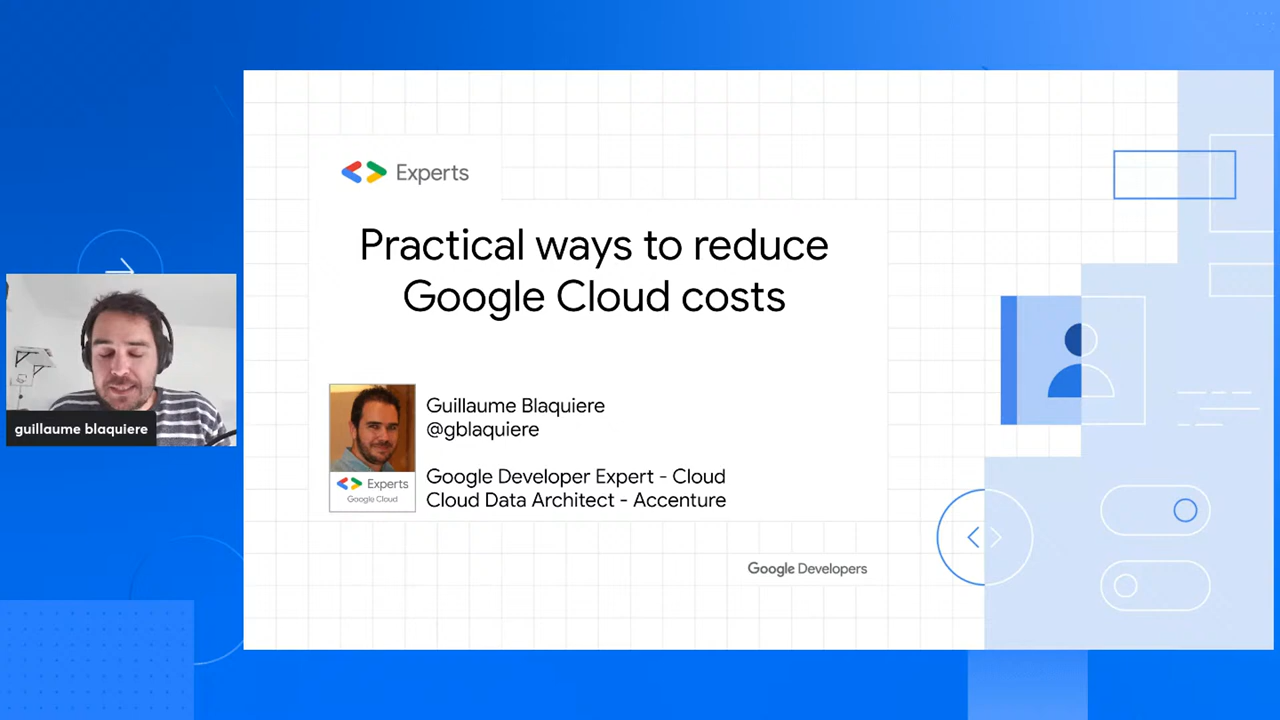 Experts
Practical ways to reduce
Google Cloud costs
guillaume blaquiere
Guillaume Blaquiere
@gblaquiere
Experts
Google Cloud
Google Developer Expert - Cloud
Cloud Data Architect - Accenture
Google Developers